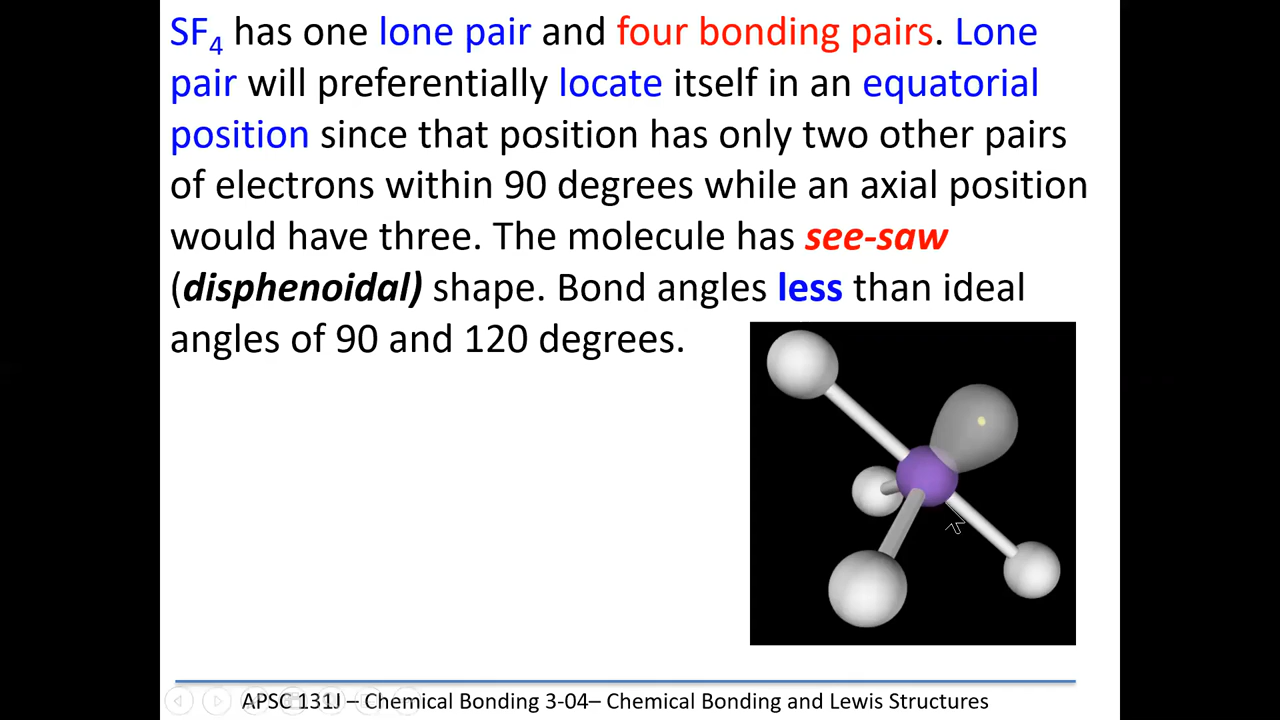 SF4 has one lone pair and four bonding pairs. Lone
pair will preferentially locate itself in an equatorial
position since that position has only two other pairs
of electrons within 90 degrees while an axial position
would have three. The molecule has see-saw
(disphenoidal) shape. Bond angles less than ideal
angles of 90 and 120 degrees.
APSC 131J – Chemical Bonding 3-04– Chemical Bonding and Lewis Structures